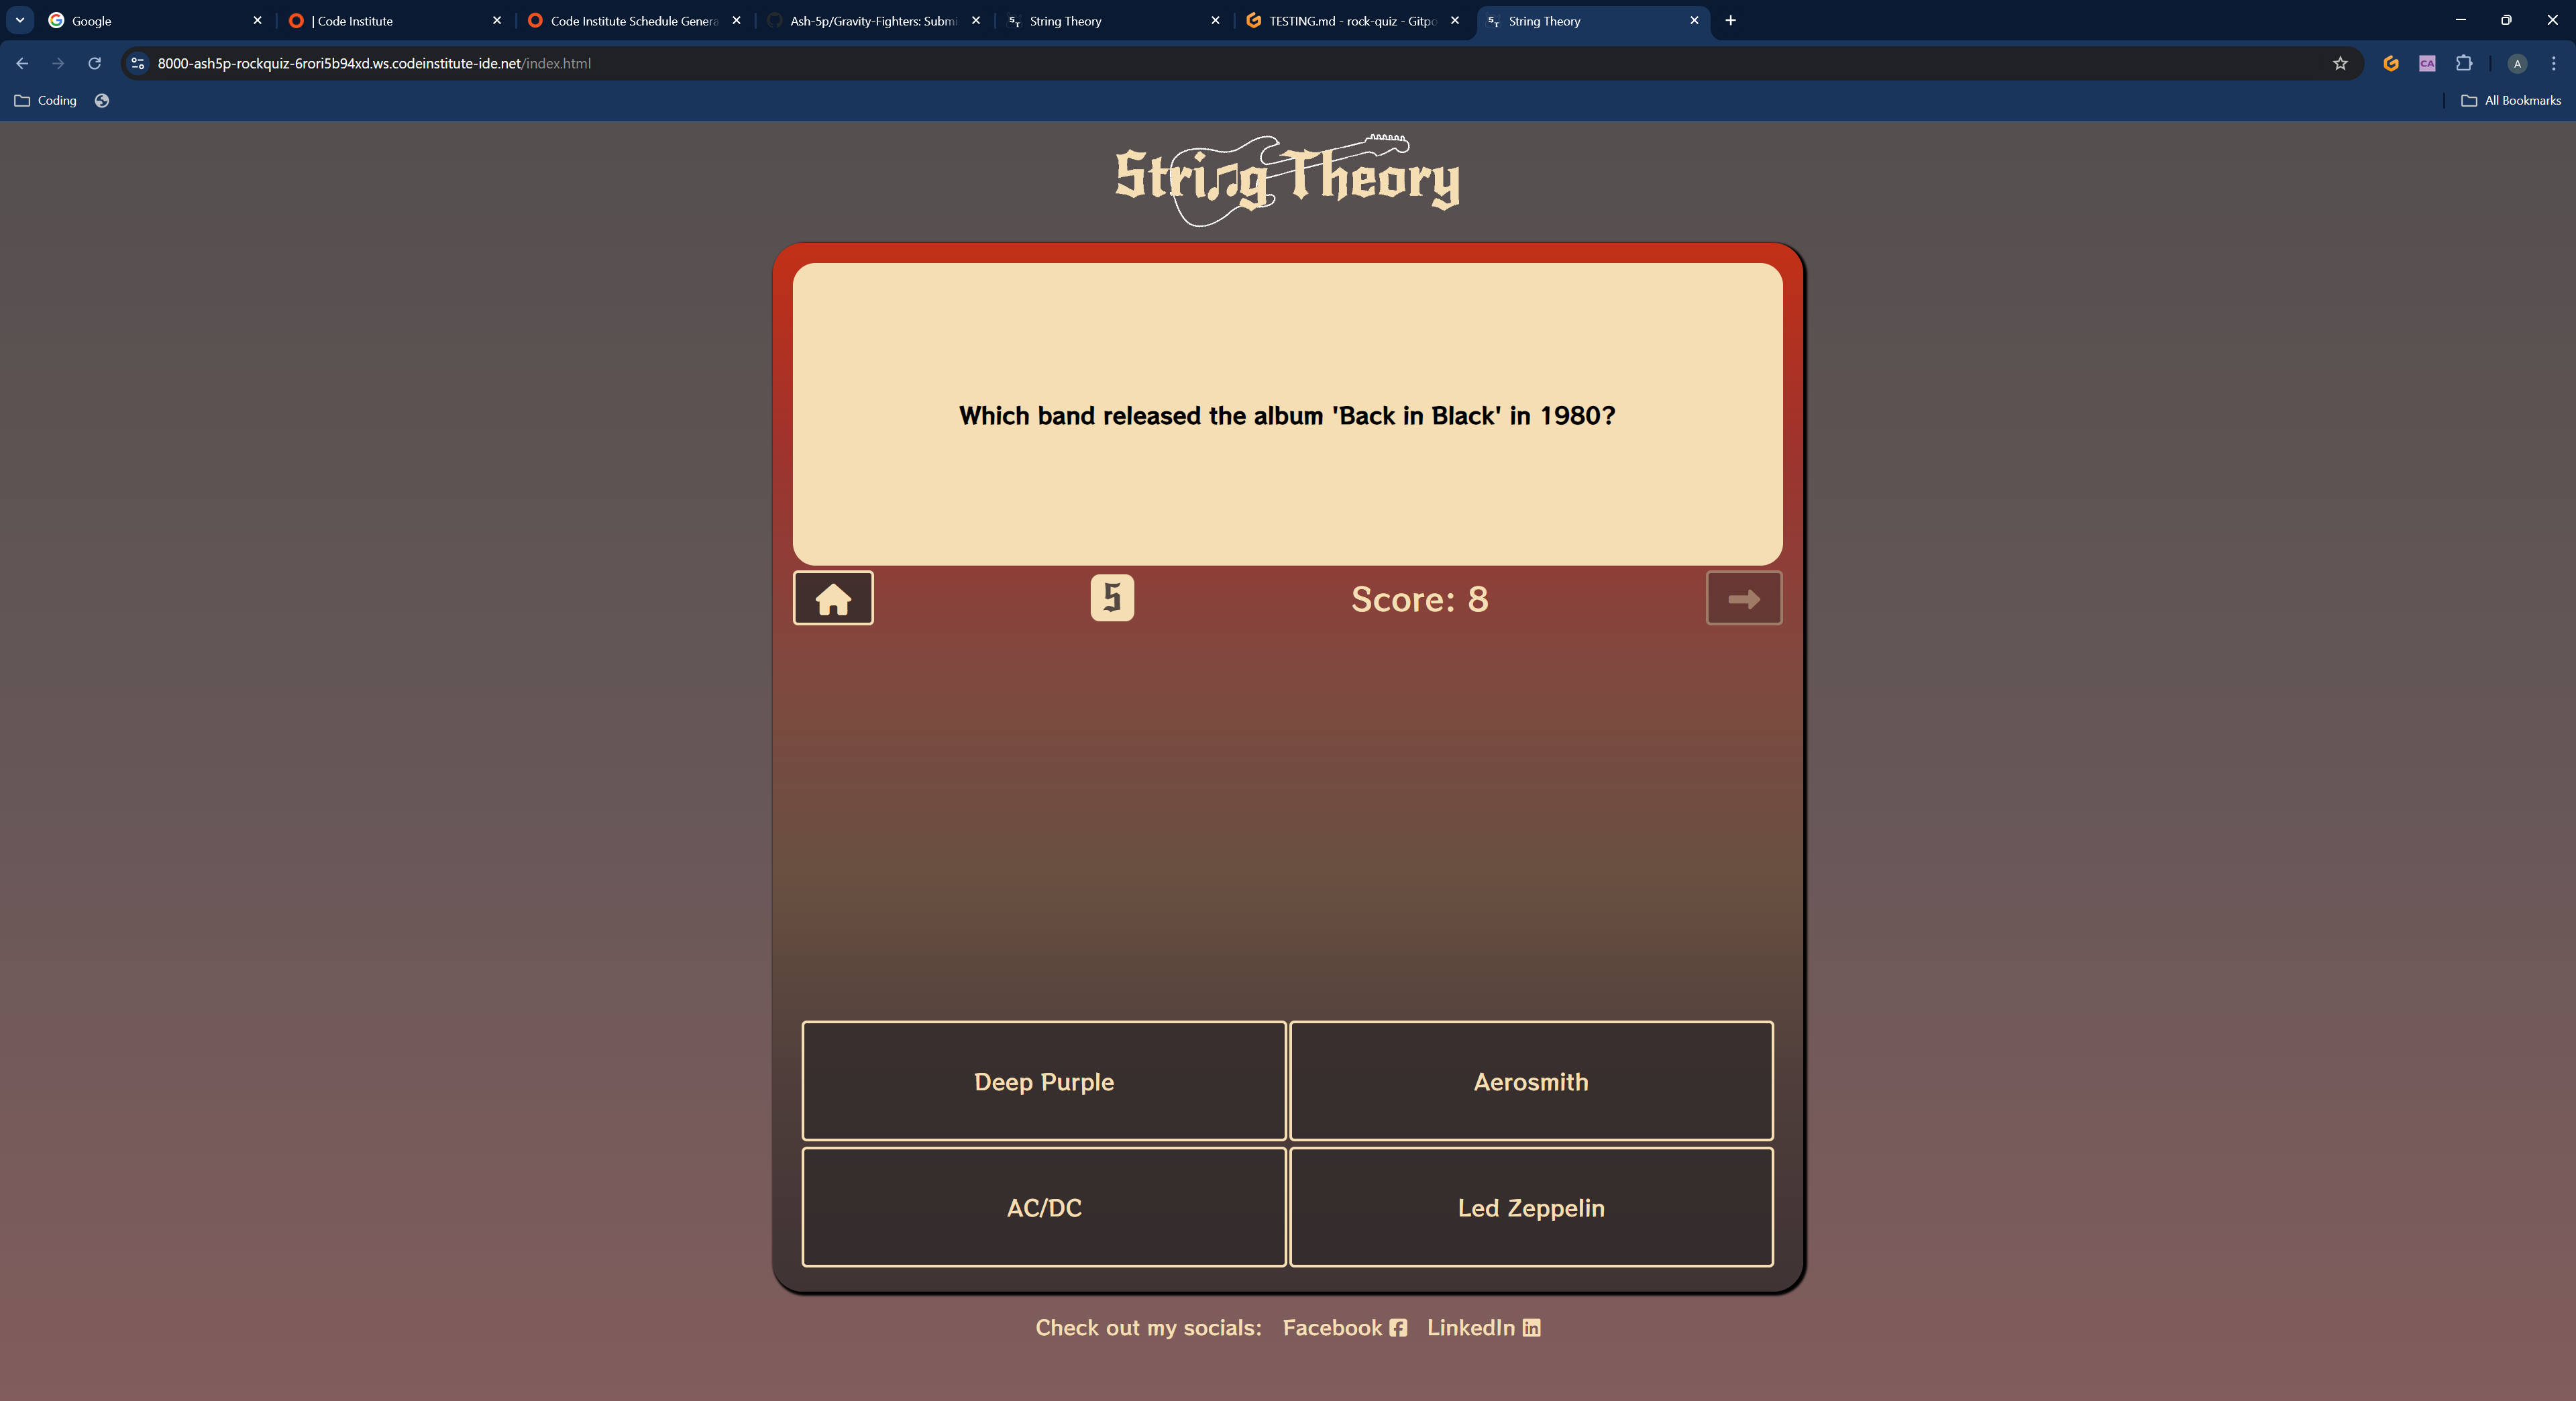 Google
| Code Institute
Code Institute Schedule Genera
Ash-5p/Gravity-Fighters: Submi
String Theory
TESTING.md - rock-quiz - Gitpo
String Theory
8000-ash5p-rockquiz-6rori5b94xd.ws.codeinstitute-ide.net/index.html
CA
A
Coding
All Bookmarks
String Theory
Which band released the album 'Back in Black' in 1980?
5
Score: 8
Deep Purple
Aerosmith
AC/DC
Led Zeppelin
Check out my socials: Facebook LinkedIn